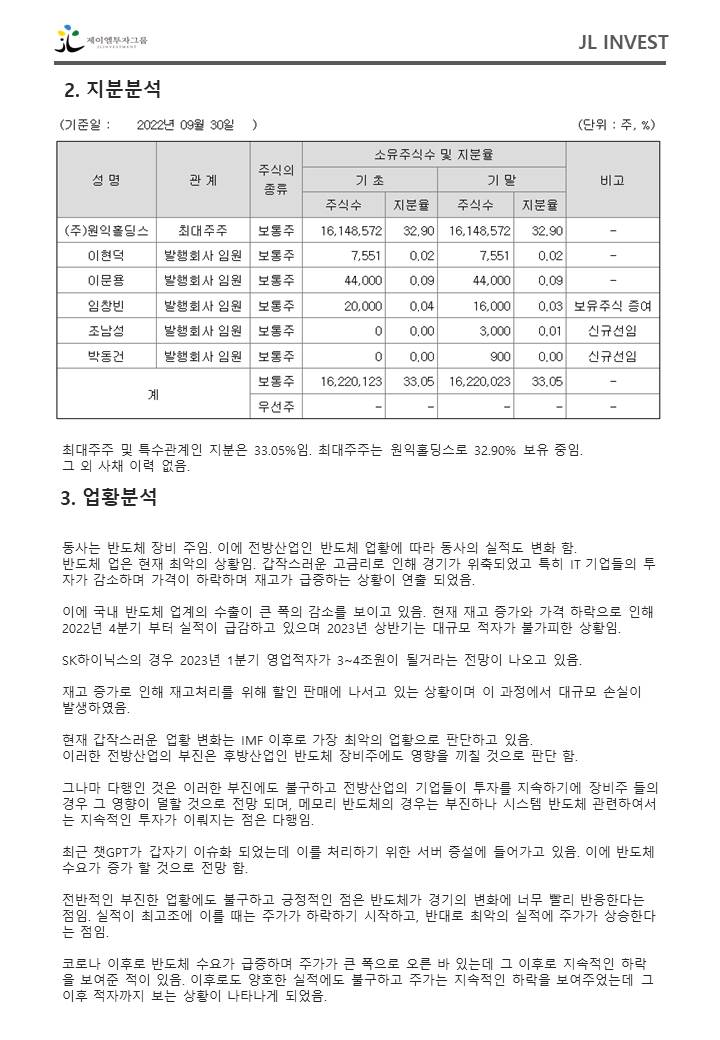 제이엘투자그룹
JLINVESTMENT
JL INVEST
2. 지분분석
(기준일 : 2022년 09월 30일 ) (단위 : 주, %)
성 명 관 계 주식의 종류 소유주식수 및 지분율 비고
기 초 기 말
주식수 지분율 주식수 지분율
(주)원익홀딩스 최대주주 보통주 16,148,572 32.90 16,148,572 32.90 -
이현덕 발행회사 임원 보통주 7,551 0.02 7,551 0.02 -
이문용 발행회사 임원 보통주 44,000 0.09 44,000 0.09 -
임창빈 발행회사 임원 보통주 20,000 0.04 16,000 0.03 보유주식 증여
조남성 발행회사 임원 보통주 0 0.00 3,000 0.01 신규선임
박동건 발행회사 임원 보통주 0 0.00 900 0.00 신규선임
계 보통주 16,220,123 33.05 16,220,023 33.05 -
우선주 - - - - -
최대주주 및 특수관계인 지분은 33.05%임. 최대주주는 원익홀딩스로 32.90% 보유 중임.
그 외 사채 이력 없음.
3. 업황분석
동사는 반도체 장비 주임. 이에 전방산업인 반도체 업황에 따라 동사의 실적도 변화 함.
반도체 업은 현재 최악의 상황임. 갑작스러운 고금리로 인해 경기가 위축되었고 특히 IT 기업들의 투
자가 감소하며 가격이 하락하며 재고가 급증하는 상황이 연출 되었음.
이에 국내 반도체 업계의 수출이 큰 폭의 감소를 보이고 있음. 현재 재고 증가와 가격 하락으로 인해
2022년 4분기 부터 실적이 급감하고 있으며 2023년 상반기는 대규모 적자가 불가피한 상황임.
SK하이닉스의 경우 2023년 1분기 영업적자가 3~4조원이 될거라는 전망이 나오고 있음.
재고 증가로 인해 재고처리를 위해 할인 판매에 나서고 있는 상황이며 이 과정에서 대규모 손실이
발생하였음.
현재 갑작스러운 업황 변화는 IMF 이후로 가장 최악의 업황으로 판단하고 있음.
이러한 전방산업의 부진은 후방산업인 반도체 장비주에도 영향을 끼칠 것으로 판단 함.
그나마 다행인 것은 이러한 부진에도 불구하고 전방산업의 기업들이 투자를 지속하기에 장비주 들의
경우 그 영향이 덜할 것으로 전망 되며, 메모리 반도체의 경우는 부진하나 시스템 반도체 관련하여서
는 지속적인 투자가 이뤄지는 점은 다행임.
최근 챗GPT가 갑자기 이슈화 되었는데 이를 처리하기 위한 서버 증설에 들어가고 있음. 이에 반도체
수요가 증가 할 것으로 전망 함.
전반적인 부진한 업황에도 불구하고 긍정적인 점은 반도체가 경기의 변화에 너무 빨리 반응한다는
점임. 실적이 최고조에 이를 때는 주가가 하락하기 시작하고, 반대로 최악의 실적에 주가가 상승한다
는 점임.
코로나 이후로 반도체 수요가 급증하며 주가가 큰 폭으로 오른 바 있는데 그 이후로 지속적인 하락
을 보여준 적이 있음. 이후로도 양호한 실적에도 불구하고 주가는 지속적인 하락을 보여주었는데 그
이후 적자까지 보는 상황이 나타나게 되었음.